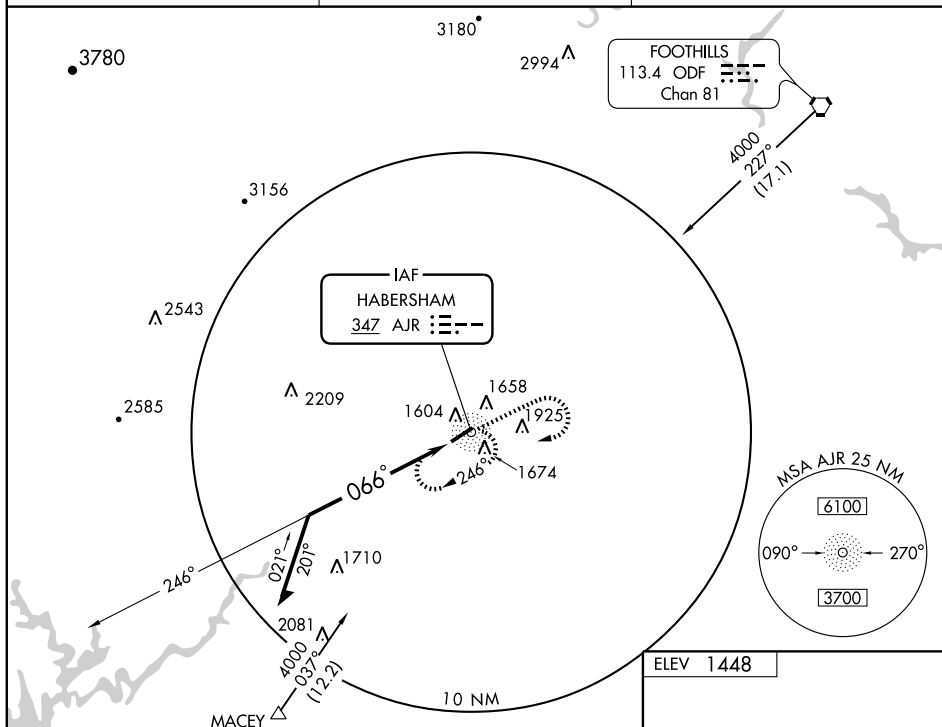 3180
3780
2994
FOOTHILLS
113.4 ODF
Chan 81
4000
227°
(17.1)
3156
IAF
HABERSHAM
347 AJR
2543
2209
2585
1604
1658
1925
1674
066°
246°
246°
021°
201°
1710
2081
4000
037°
(12.2)
MACEY
10 NM
MSA AJR 25 NM
6100
090°
270°
3700
ELEV 1448